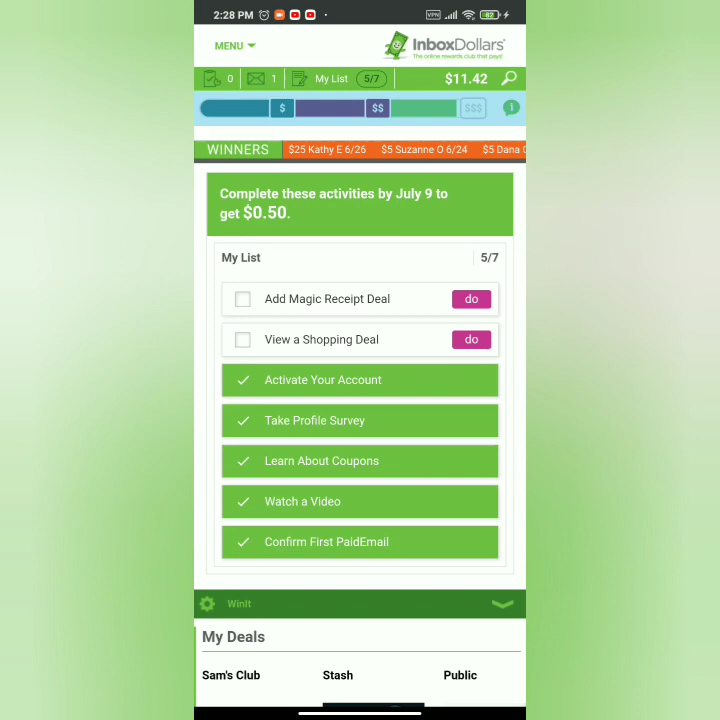 2:28 PM
VPN 82
MENU
InboxDollars®
The online rewards club that pays!
0 1 My List 5/7 $11.42
$ $$ $$$ i
WINNERS $25 Kathy E 6/26 $5 Suzanne O 6/24 $5 Dana
Complete these activities by July 9 to
get $0.50.
My List 5/7
Add Magic Receipt Deal do
View a Shopping Deal do
Activate Your Account
Take Profile Survey
Learn About Coupons
Watch a Video
Confirm First PaidEmail
WinIt
My Deals
Sam's Club Stash Public